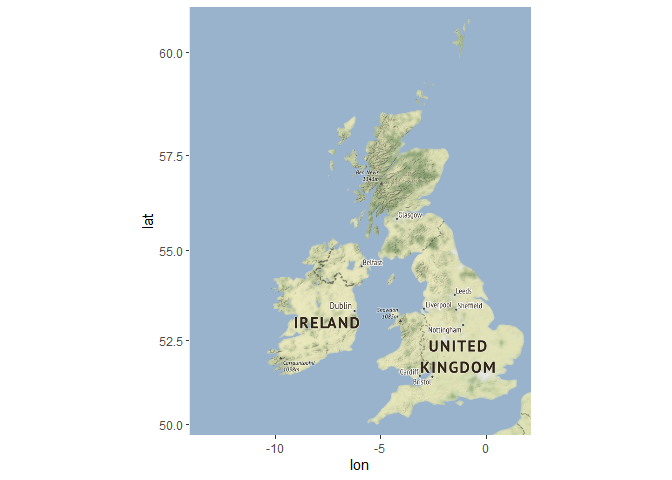 60.0
57.5
Ben Nevis
Glasgow
55.0
Belfast
Leeds
Dublin
Snowdon
1085m
Liverpool
Sheffield
IRELAND
Nottingham
52.5
UNITED
KINGDOM
Carrauntoohil
1038m
Cardiff
Bristol
50.0
-10
-5
0
lon
lat